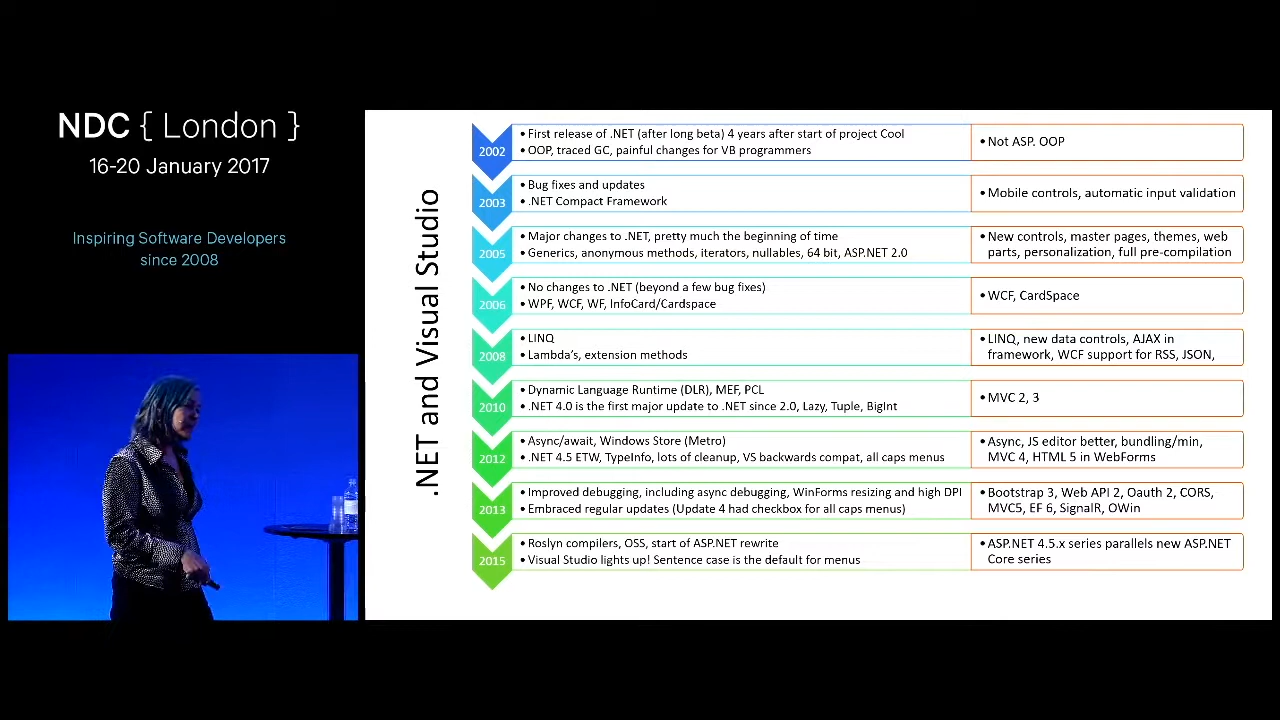 NDC { London }
16-20 January 2017
Inspiring Software Developers
since 2008
.NET and Visual Studio
2002
• First release of .NET (after long beta) 4 years after start of project Cool
• OOP, traced GC, painful changes for VB programmers
• Not ASP. OOP
2003
• Bug fixes and updates
• .NET Compact Framework
• Mobile controls, automatic input validation
2005
• Major changes to .NET, pretty much the beginning of time
• Generics, anonymous methods, iterators, nullables, 64 bit, ASP.NET 2.0
• New controls, master pages, themes, web
parts, personalization, full pre-compilation
2006
• No changes to .NET (beyond a few bug fixes)
• WPF, WCF, WF, InfoCard/Cardspace
• WCF, CardSpace
2008
• LINQ
• Lambda's, extension methods
• LINQ, new data controls, AJAX in
framework, WCF support for RSS, JSON,
2010
• Dynamic Language Runtime (DLR), MEF, PCL
• .NET 4.0 is the first major update to .NET since 2.0, Lazy, Tuple, BigInt
• MVC 2, 3
2012
• Async/await, Windows Store (Metro)
• .NET 4.5 ETW, TypeInfo, lots of cleanup, VS backwards compat, all caps menus
• Async, JS editor better, bundling/min,
MVC 4, HTML 5 in WebForms
2013
• Improved debugging, including async debugging, WinForms resizing and high DPI
• Embraced regular updates (Update 4 had checkbox for all caps menus)
• Bootstrap 3, Web API 2, Oauth 2, CORS,
MVC5, EF 6, SignalR, OWin
2015
• Roslyn compilers, OSS, start of ASP.NET rewrite
• Visual Studio lights up! Sentence case is the default for menus
• ASP.NET 4.5.x series parallels new ASP.NET
Core series